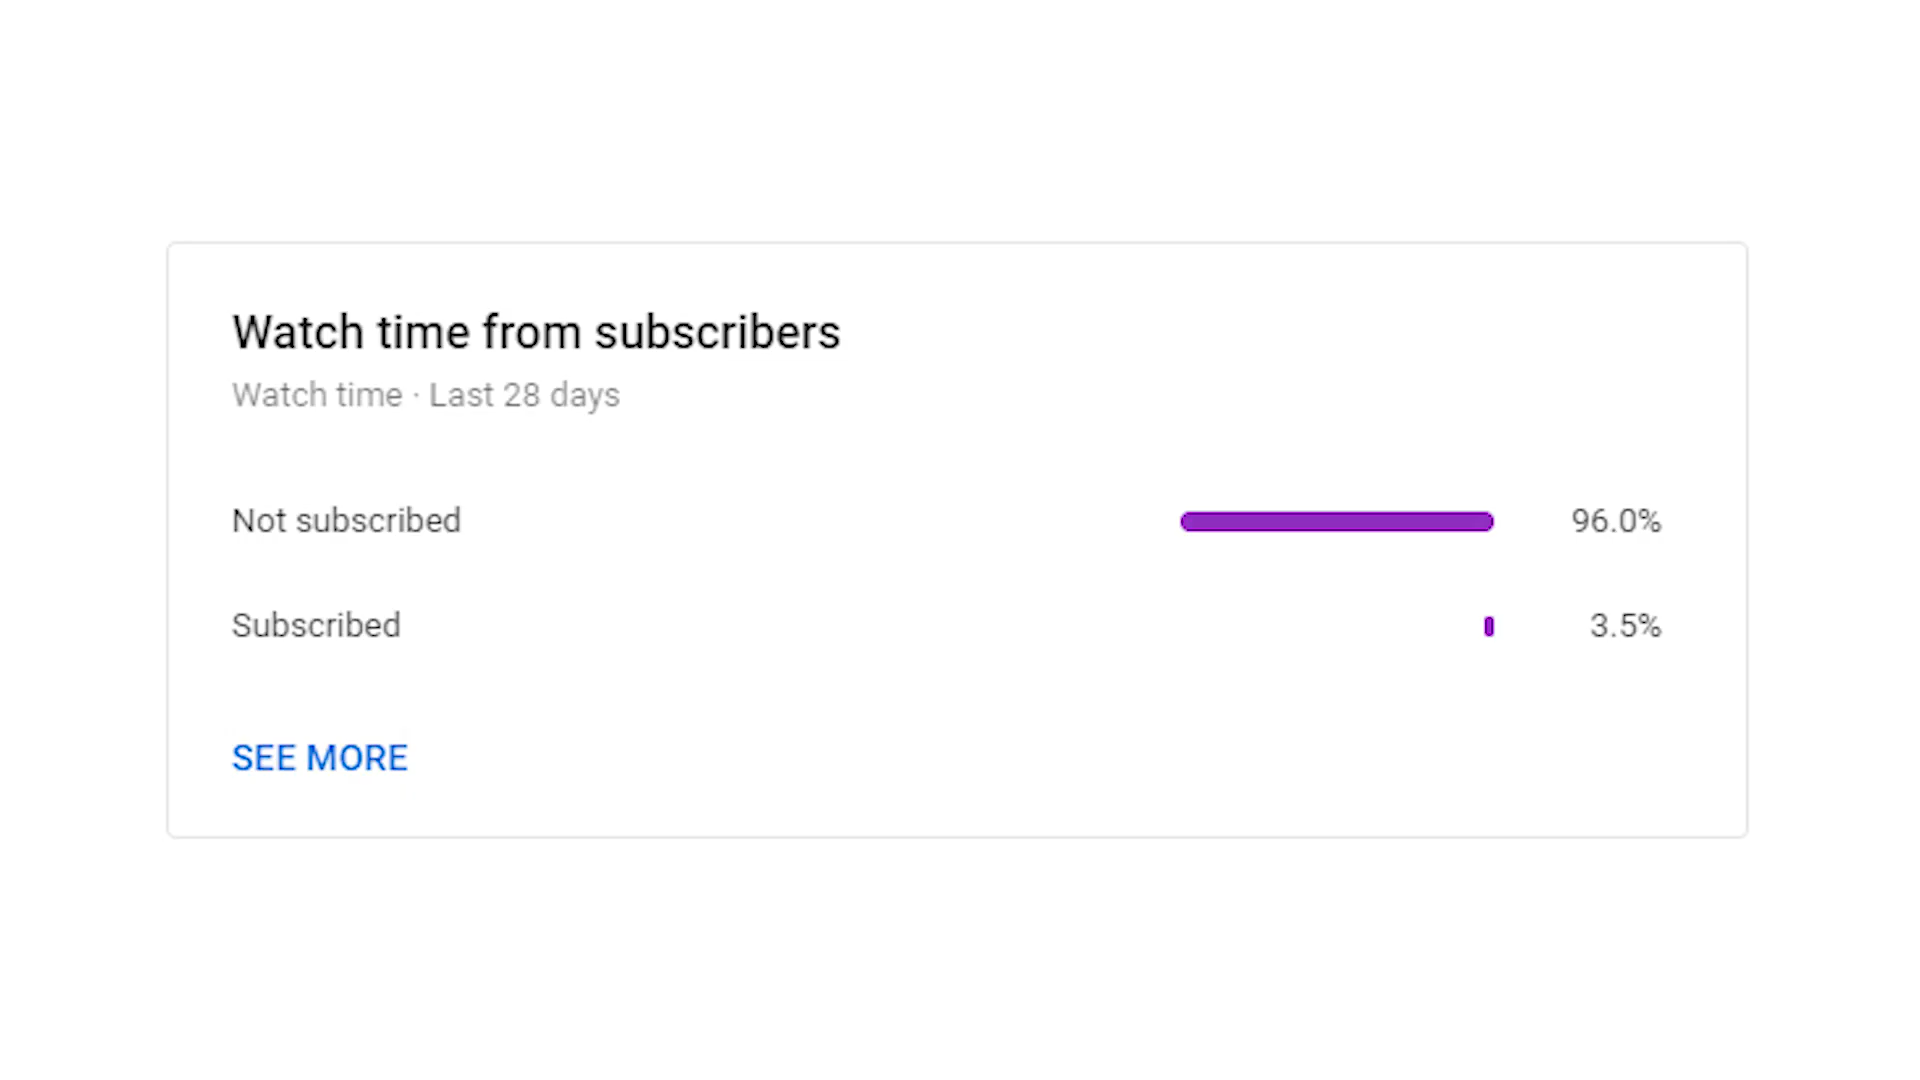 Watch time from subscribers
Watch time · Last 28 days
Not subscribed 96.0%
Subscribed 3.5%
SEE MORE